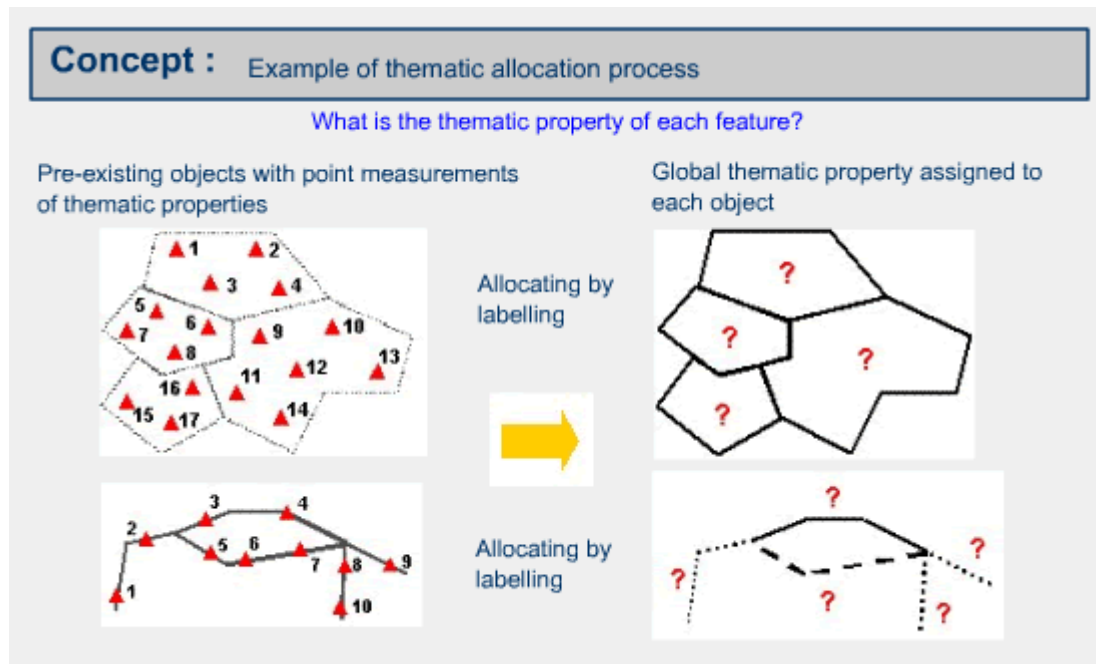 Concept : Example of thematic allocation process
What is the thematic property of each feature?
Pre-existing objects with point measurements
of thematic properties
Global thematic property assigned to
each object
1 2
3 4
5 6 7 8
9 10
11 12 13
14
15 16 17
?
?
?
?
Allocating by
labelling
1 2 3 4
5 6 7 8 9
10
?
?
?
?
?
Allocating by
labelling